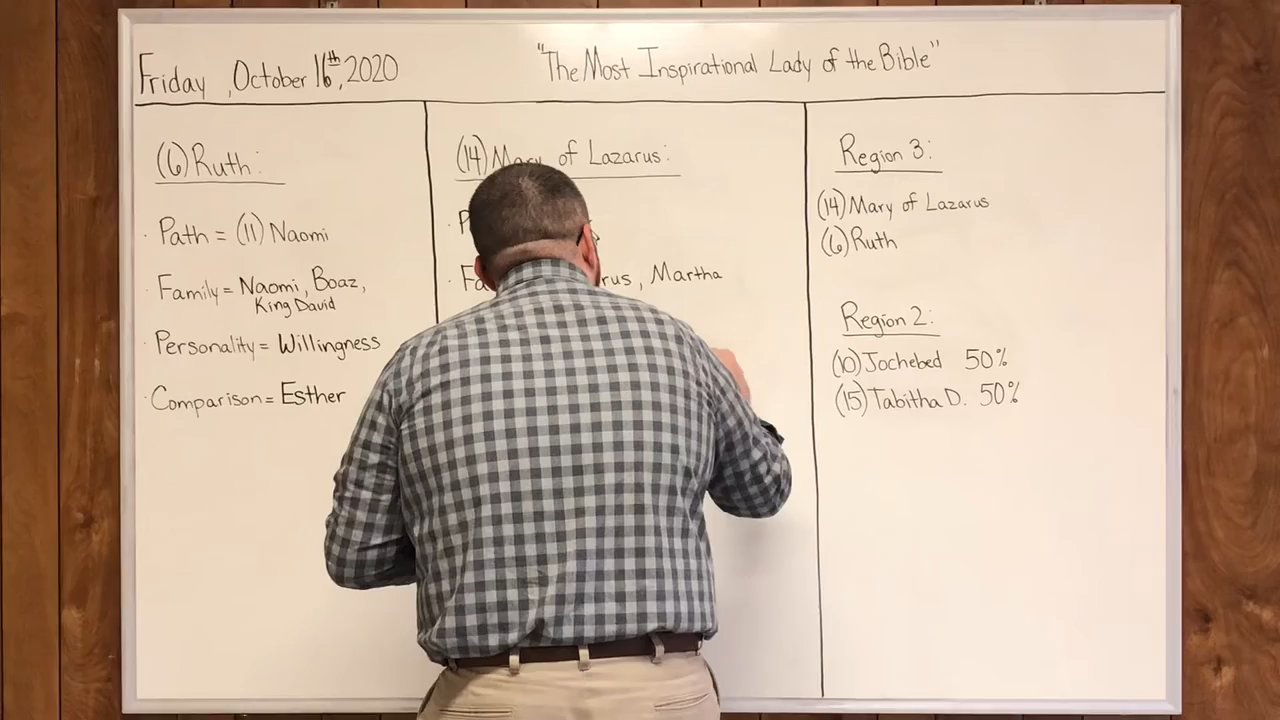 Friday, October 16th, 2020
"The Most Inspirational Lady of the Bible"
(6) Ruth:
· Path = (11) Naomi
· Family = Naomi, Boaz,
King David
· Personality = Willingness
· Comparison = Esther
(14) Mary of Lazarus:
, Martha
Region 3:
(14) Mary of Lazarus
(6) Ruth
Region 2:
(10) Jochebed 50%
(15) Tabitha D. 50%